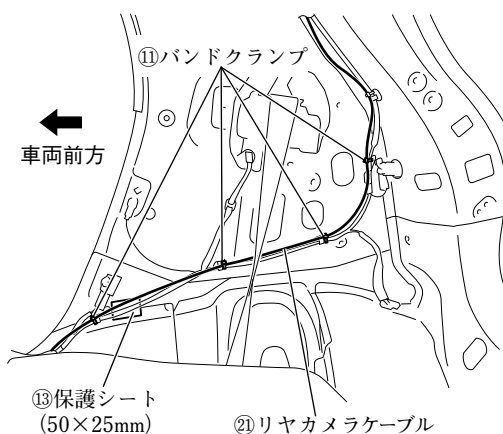 ⑪バンドクランプ
車両前方
⑬保護シート
(50×25mm)
㉑リヤカメラケーブル